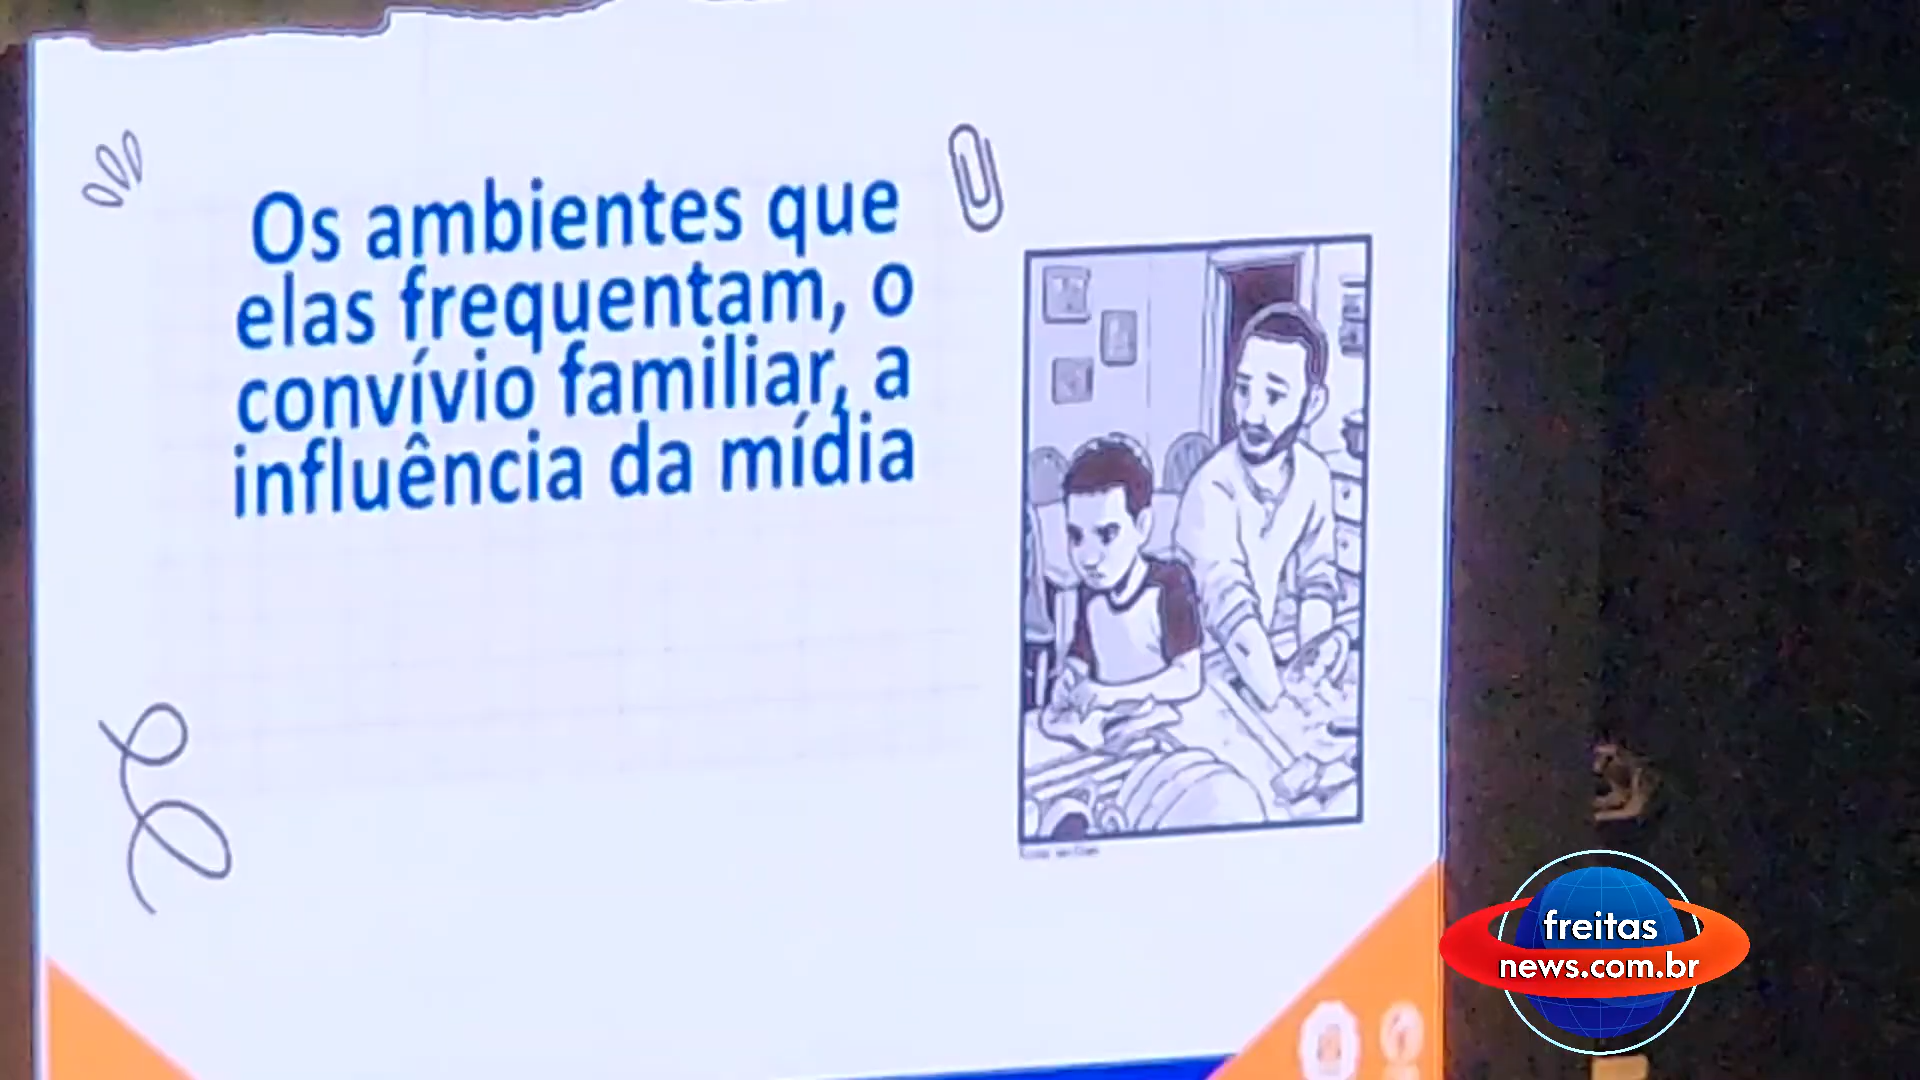 Os ambientes que
elas frequentam, o
convívio familiar, a
influência da mídia
freitas
news.com.br